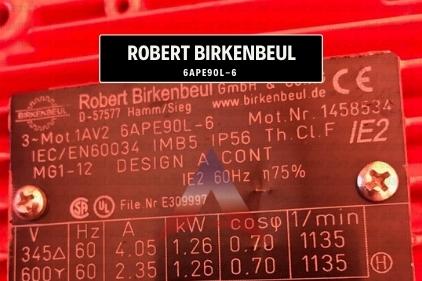 ROBERT BIRKENBEUL
6APE90L-6
Robert Birkenbeul GmbH & Co
CE
BIRKENBEUL
D-57577 Hamm/Sieg
www.birkenbeul.de
3~Mot.1AV2 6APE90L-6 Mot.Nr. 1458534
IEC/EN60034 IMB5 IP56 Th.Cl.F IE2
MG1-12 DESIGN A CONT
IE2 60Hz η75%
File.Nr E309997
V Hz A kW cosφ 1/min
345Δ 60 4.05 1.26 0.70 1135
600Y 60 2.35 1.26 0.70 1135
H